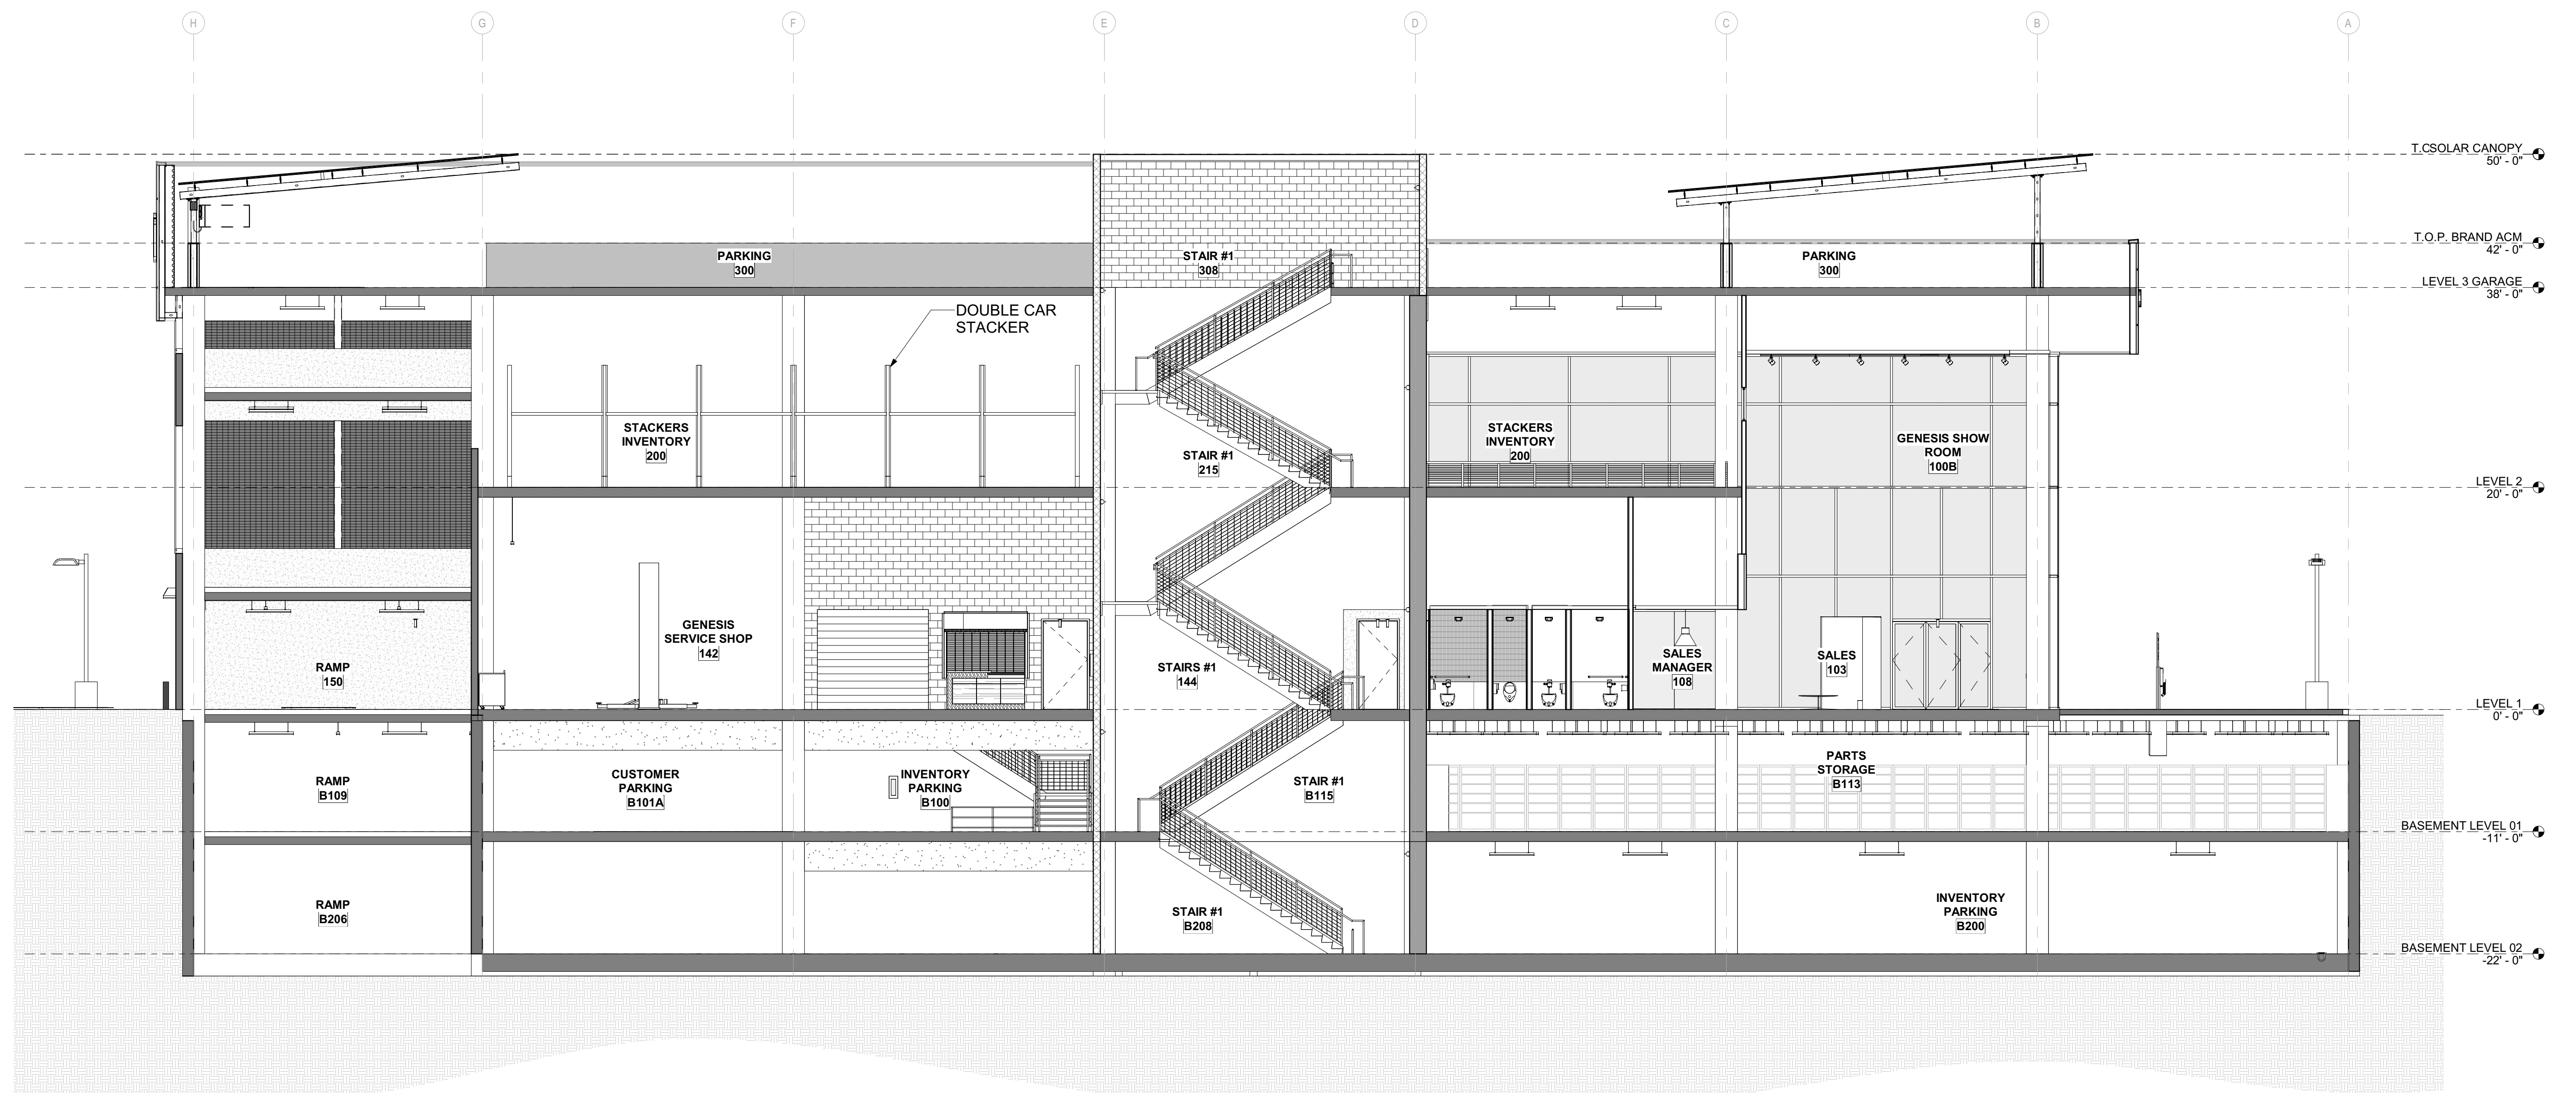 H
G
F
E
D
C
B
A
T.CSOLAR CANOPY
50' - 0"
T.O.P. BRAND ACM
42' - 0"
PARKING
300
STAIR #1
308
PARKING
300
LEVEL 3 GARAGE
38' - 0"
DOUBLE CAR
STACKER
STACKERS
INVENTORY
200
STAIR #1
215
STACKERS
INVENTORY
200
GENESIS SHOW
ROOM
100B
LEVEL 2
20' - 0"
GENESIS
SERVICE SHOP
142
RAMP
150
STAIRS #1
144
SALES
MANAGER
108
SALES
103
LEVEL 1
0' - 0"
RAMP
B109
CUSTOMER
PARKING
B101A
INVENTORY
PARKING
B100
STAIR #1
B115
PARTS
STORAGE
B113
BASEMENT LEVEL 01
-11' - 0"
RAMP
B206
STAIR #1
B208
INVENTORY
PARKING
B200
BASEMENT LEVEL 02
-22' - 0"